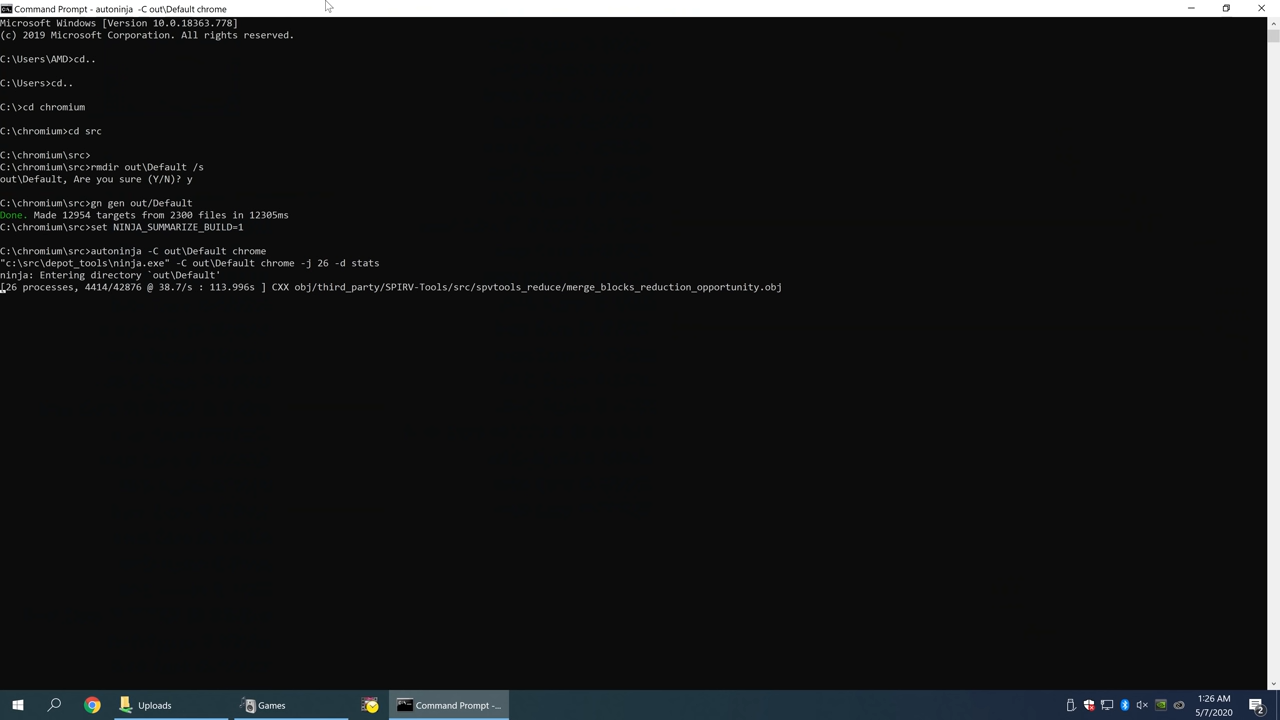 Command Prompt - autoninja  -C out\Default chrome
Microsoft Windows [Version 10.0.18363.778]
(c) 2019 Microsoft Corporation. All rights reserved.
C:\Users\AMD>cd..
C:\Users>cd..
C:\>cd chromium
C:\chromium>cd src
C:\chromium\src>
C:\chromium\src>rmdir out\Default /s
out\Default, Are you sure (Y/N)? y
C:\chromium\src>gn gen out/Default
Done. Made 12954 targets from 2300 files in 12305ms
C:\chromium\src>set NINJA_SUMMARIZE_BUILD=1
C:\chromium\src>autoninja -C out\Default chrome
"c:\src\depot_tools\ninja.exe" -C out\Default chrome -j 26 -d stats
ninja: Entering directory `out\Default'
[26 processes, 4414/42876 @ 38.7/s : 113.996s ] CXX obj/third_party/SPIRV-Tools/src/spvtools_reduce/merge_blocks_reduction_opportunity.obj
Uploads
Games
Command Prompt -...
1:26 AM
5/7/2020
2